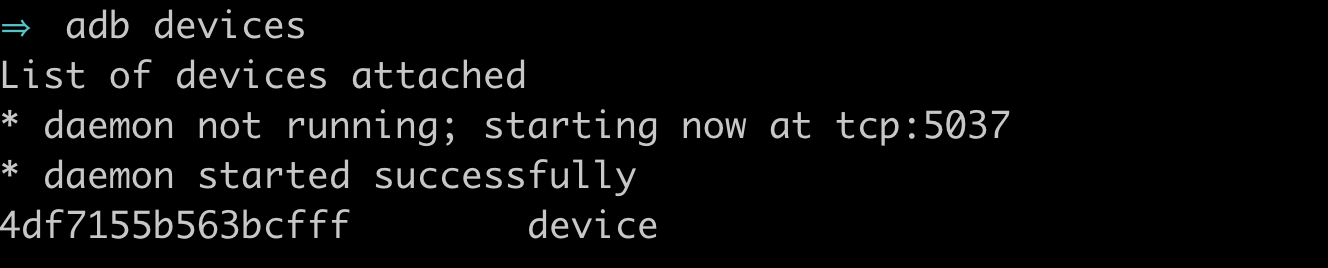 ⇒ adb devices
List of devices attached
* daemon not running; starting now at tcp:5037
* daemon started successfully
4df7155b563bcfff        device